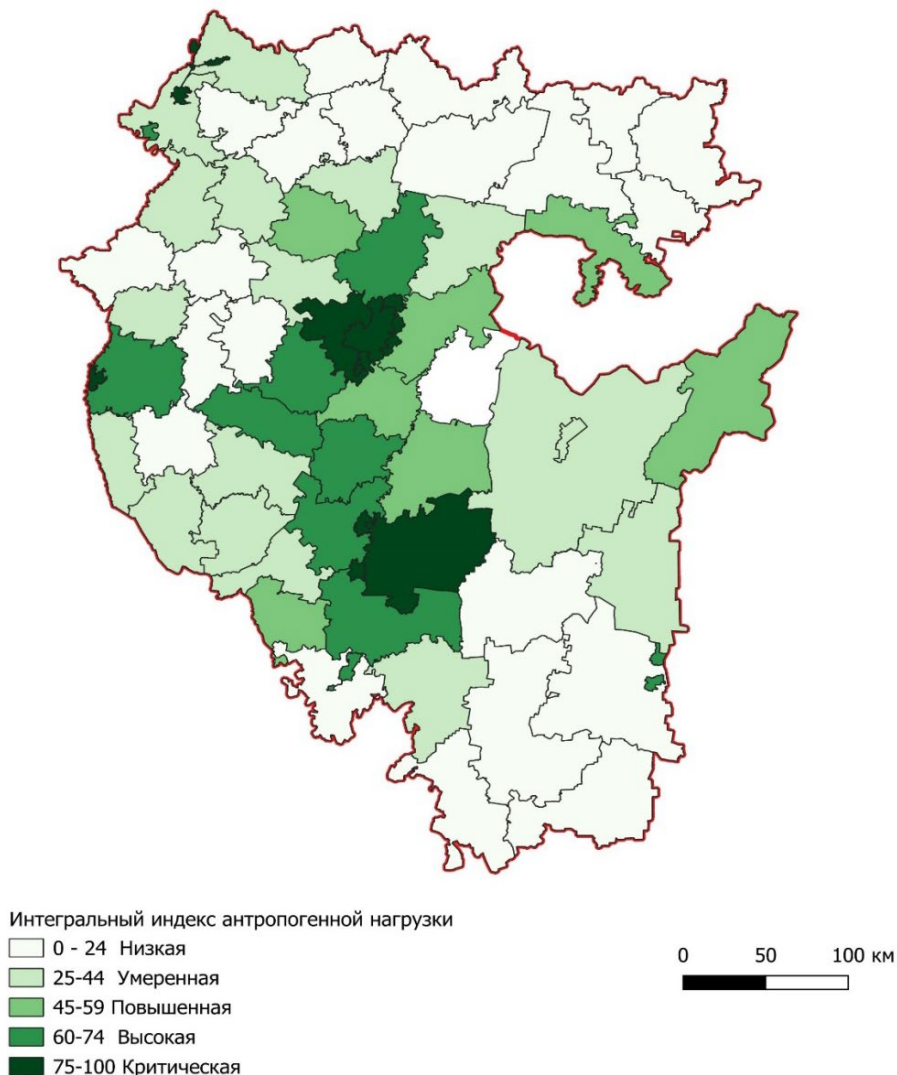 Интегральный индекс антропогенной нагрузки
0 - 24 Низкая
25-44 Умеренная
45-59 Повышенная
60-74 Высокая
75-100 Критическая
0 50 100 км